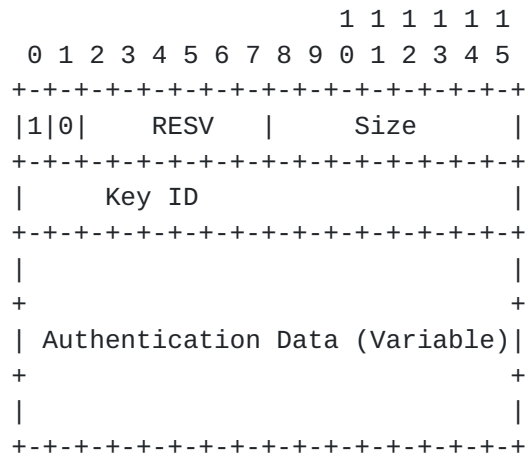 1 1 1 1 1 1
 0 1 2 3 4 5 6 7 8 9 0 1 2 3 4 5
+-+-+-+-+-+-+-+-+-+-+-+-+-+-+-+-+
|1|0|    RESV   |     Size      |
+-+-+-+-+-+-+-+-+-+-+-+-+-+-+-+-+
|     Key ID                    |
+-+-+-+-+-+-+-+-+-+-+-+-+-+-+-+-+
|                               |
+                               +
| Authentication Data (Variable)|
+                               +
|                               |
+-+-+-+-+-+-+-+-+-+-+-+-+-+-+-+-+